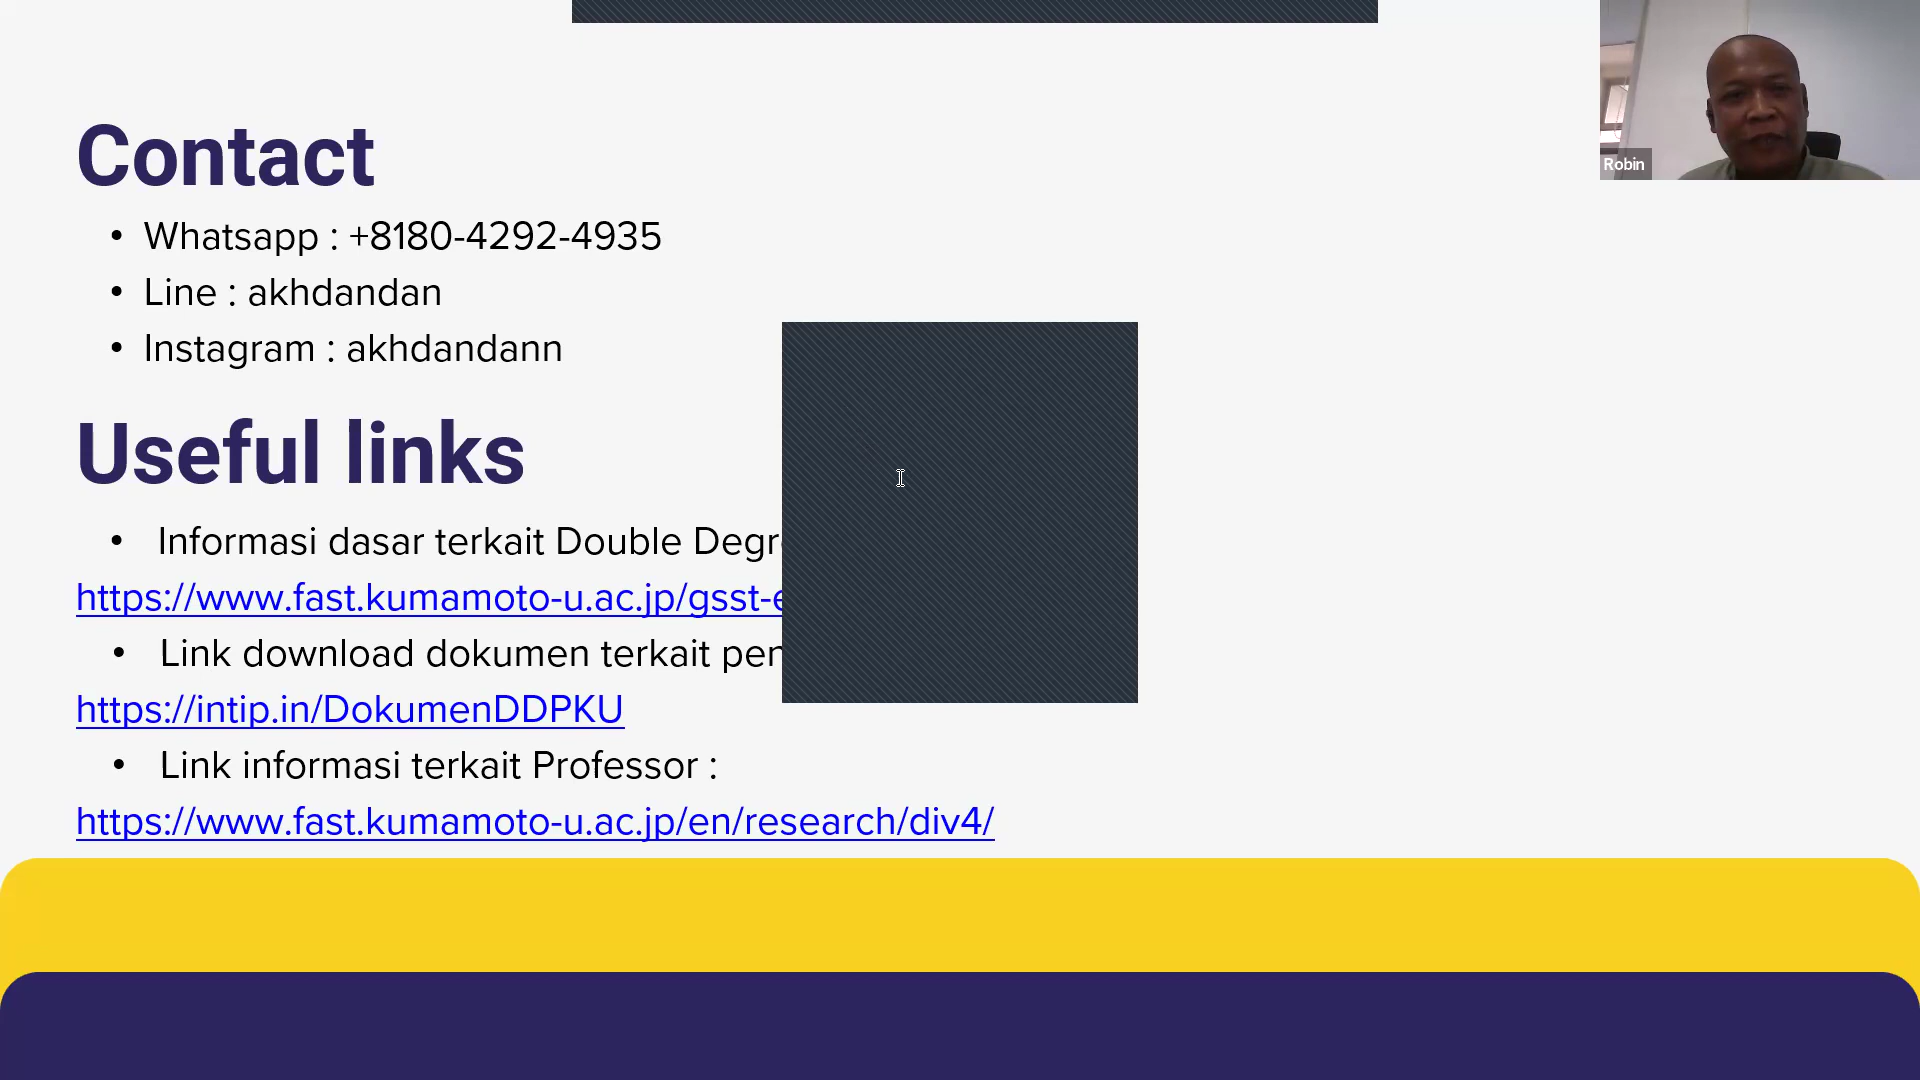 Contact
• Whatsapp : +8180-4292-4935
• Line : akhdandan
• Instagram : akhdandann
Useful links
• Informasi dasar terkait Double
https://www.fast.kumamoto-u.ac.jp/gsst-
• Link download dokumen terkait
https://intip.in/DokumenDDPKU
• Link informasi terkait Professor :
https://www.fast.kumamoto-u.ac.jp/en/research/div4/
Robin